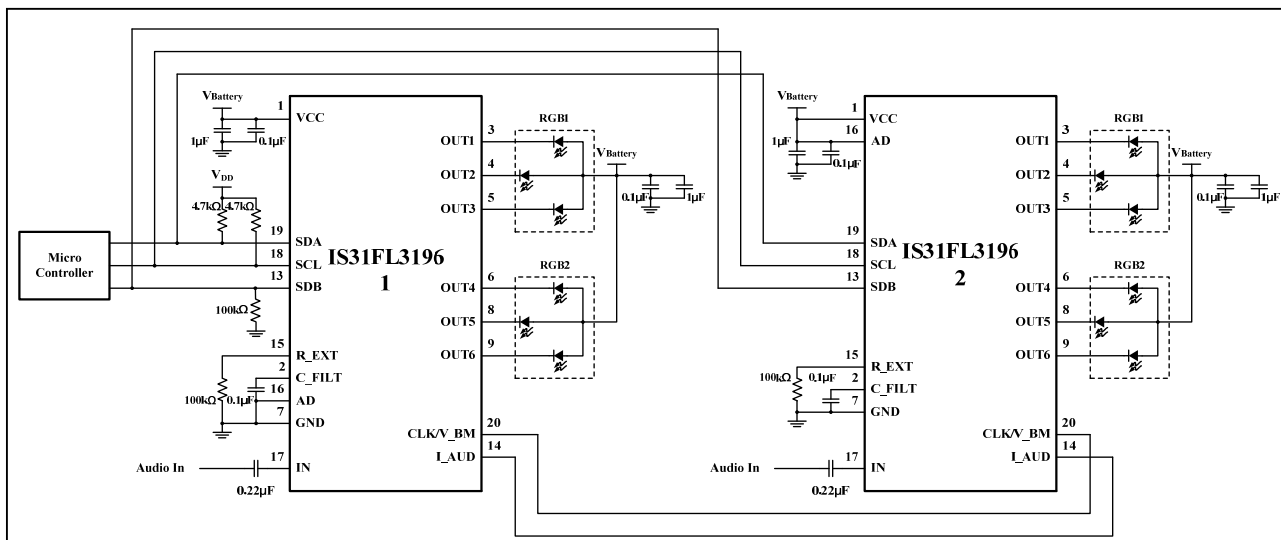 VBattery
1
VCC
1µF
0.1µF
VDD
4.7kΩ
4.7kΩ
19
SDA
18
SCL
13
SDB
Micro
Controller
100kΩ
15
R_EXT
2
C_FILT
16
AD
7
GND
100kΩ
0.1µF
Audio In
17
IN
0.22µF
IS31FL3196
1
OUT1
3
OUT2
4
OUT3
5
OUT4
6
OUT5
8
OUT6
9
CLK/V_BM
20
I_AUD
14
RGB1
VBattery
0.1µF
1µF
RGB2
VBattery
1
VCC
16
AD
1µF
0.1µF
19
SDA
18
SCL
13
SDB
15
R_EXT
100kΩ
0.1µF
2
C_FILT
7
GND
Audio In
17
IN
0.22µF
IS31FL3196
2
OUT1
3
OUT2
4
OUT3
5
OUT4
6
OUT5
8
OUT6
9
CLK/V_BM
20
I_AUD
14
RGB1
VBattery
0.1µF
1µF
RGB2